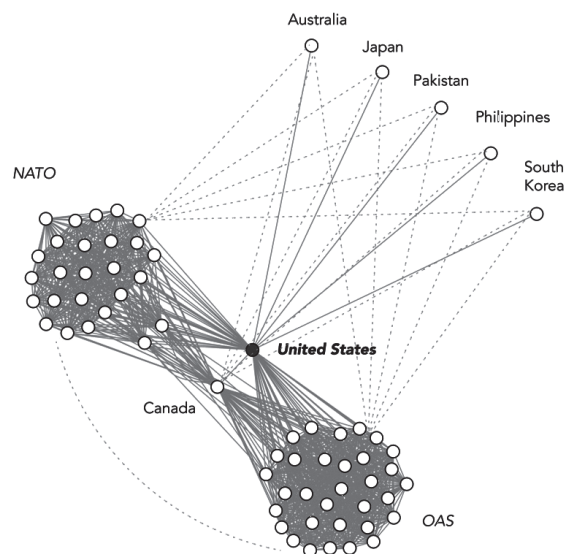 Australia
Japan
Pakistan
Philippines
South
Korea
NATO
United States
Canada
OAS